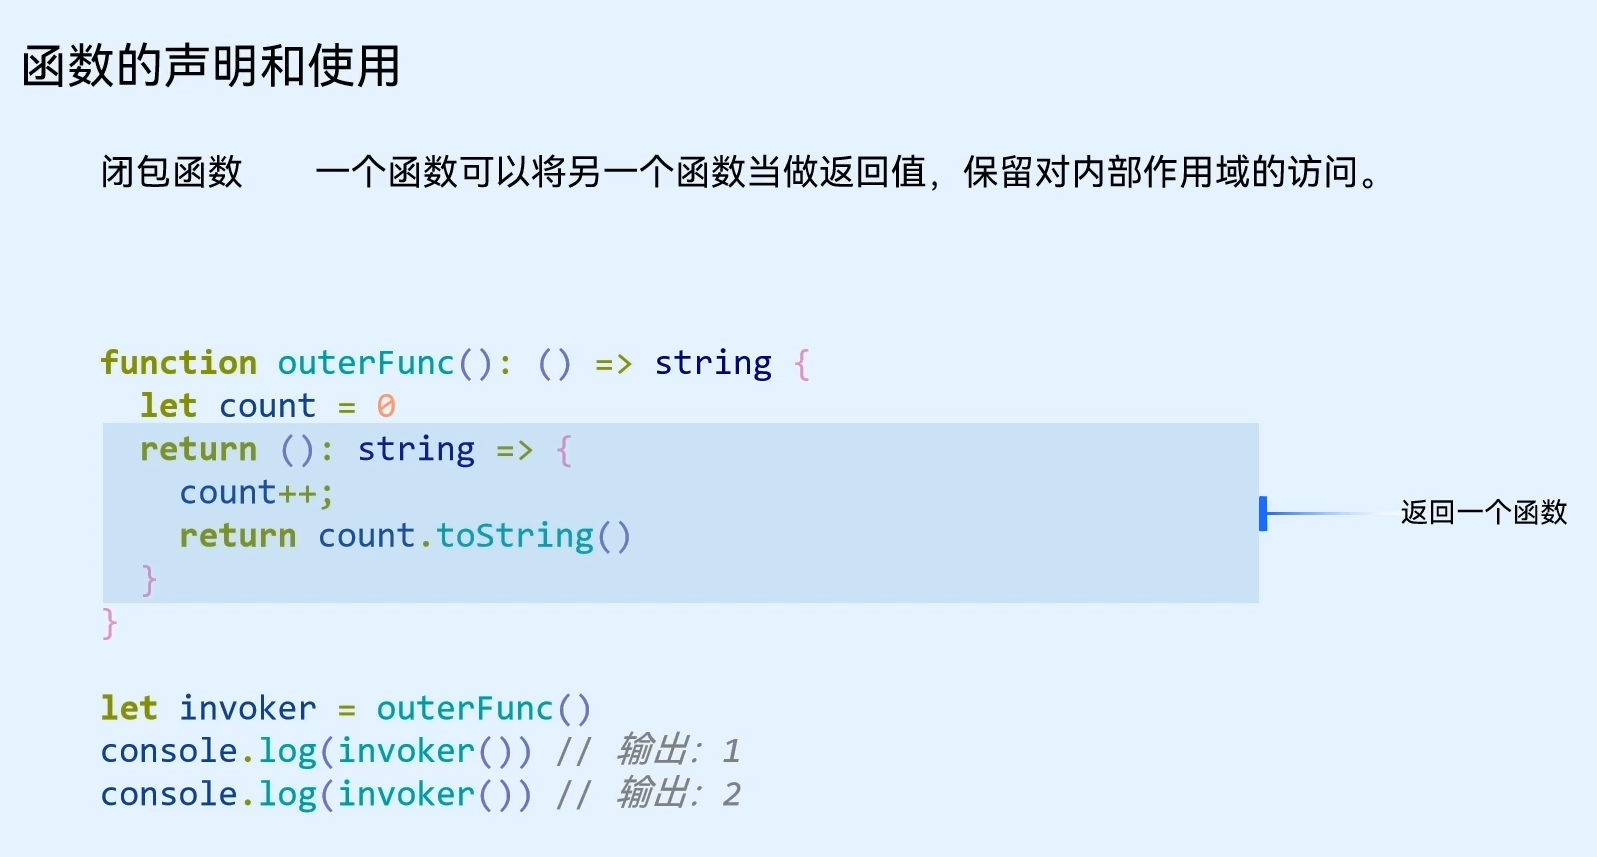 函数的声明和使用
闭包函数 一个函数可以将另一个函数当做返回值，保留对内部作用域的访问。
function outerFunc(): () => string {
let count = 0
return (): string => {
count++;
return count.toString()
}
返回一个函数
}
let invoker = outerFunc()
console.log(invoker()) // 输出：1
console.log(invoker()) // 输出：2